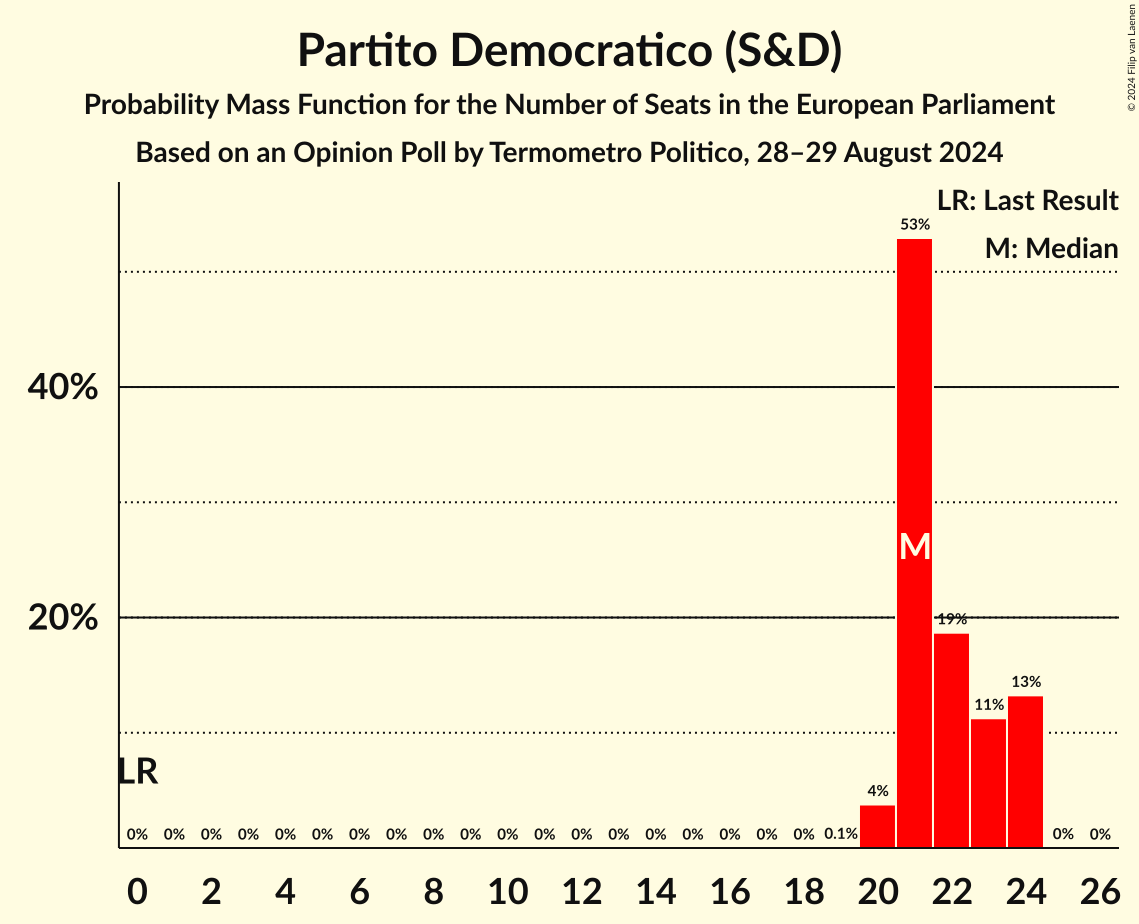 Partito Democratico (S&D)
Probability Mass Function for the Number of Seats in the European Parliament
Based on an Opinion Poll by Termometro Politico, 28–29 August 2024
© 2024 Filip van Laenen
LR: Last Result
M: Median
53%
40%
M
20%
19%
13%
11%
LR
4%
0% 0% 0% 0% 0% 0% 0% 0% 0% 0% 0% 0% 0% 0% 0% 0% 0% 0% 0% 0.1% 0% 0%
0 2 4 6 8 10 12 14 16 18 20 22 24 26